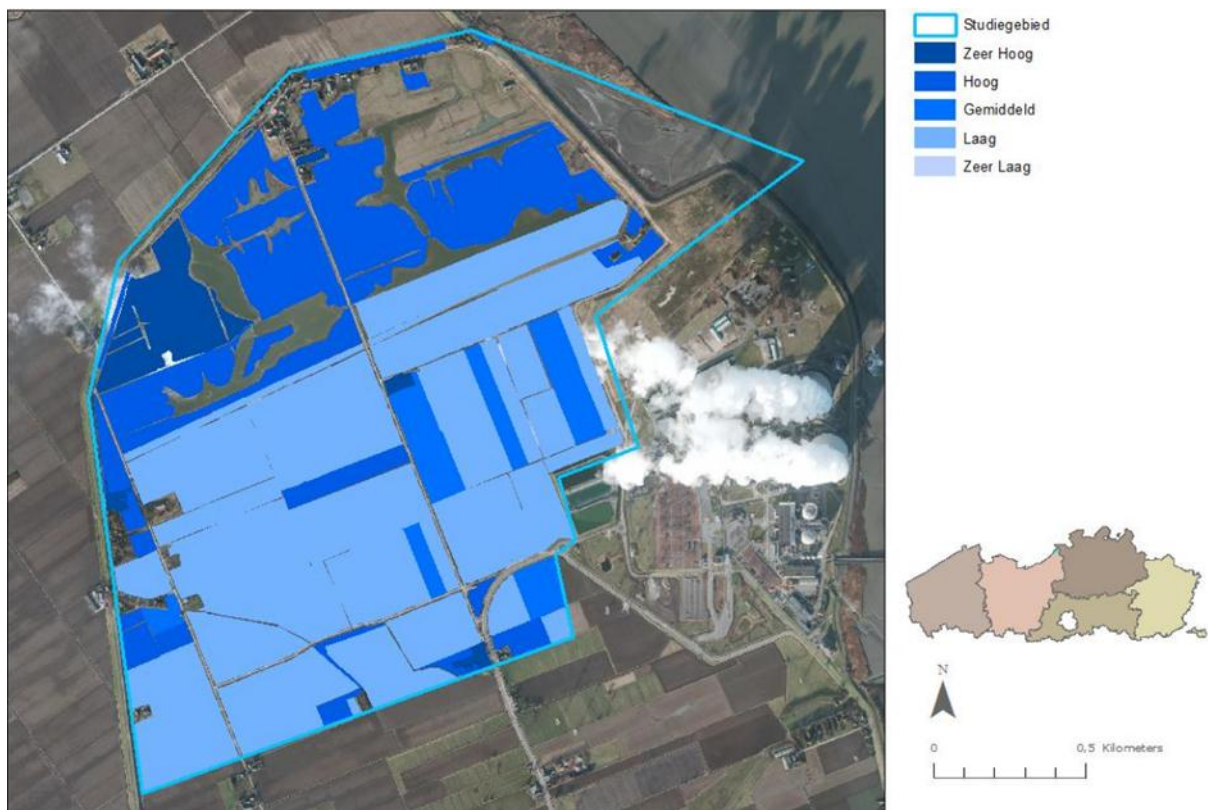 Studiegebied
Zeer Hoog
Hoog
Gemiddeld
Laag
Zeer Laag
N
0
0,5 Kilometers